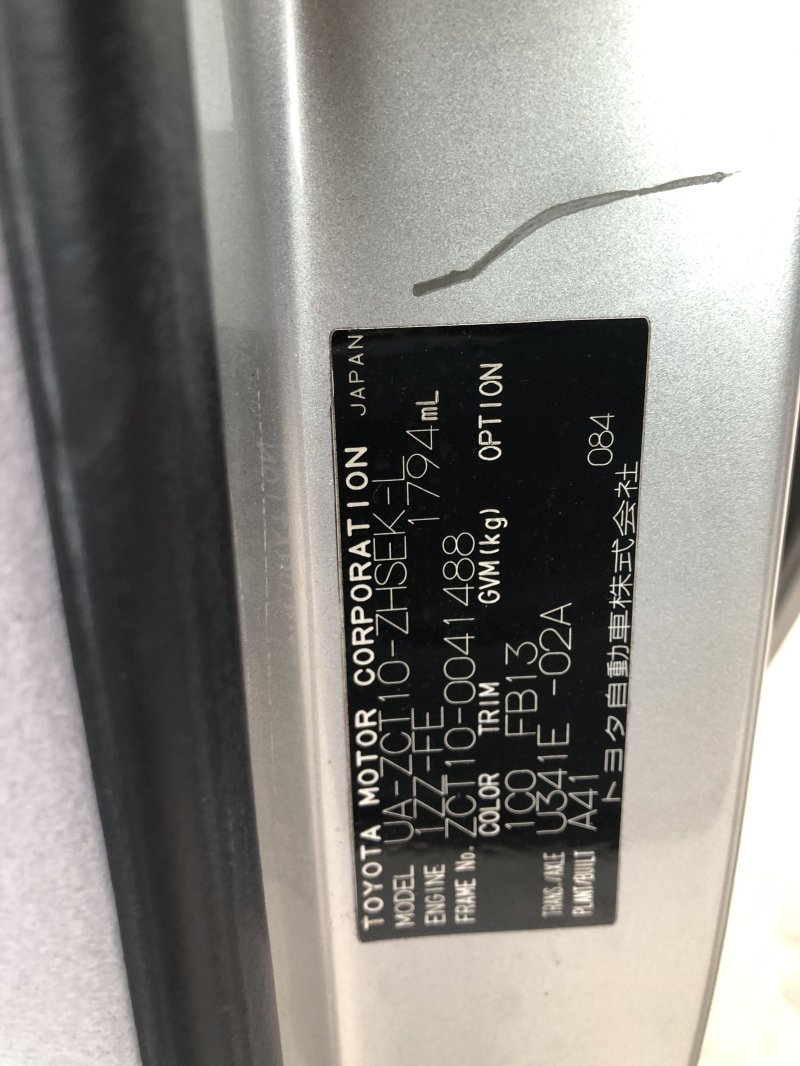 TOYOTA MOTOR CORPORATION JAPAN
MODEL UA-ZCT10-ZHSEK-L
ENGINE 1ZZ-FE 1794mL
FRAME No. ZCT10-0041488
COLOR TRIM GVM(kg) OPTION
1C0 FB13
TRANS./AXLE U341E -02A
PLANT/BUILT A41 084
トヨタ自動車株式会社